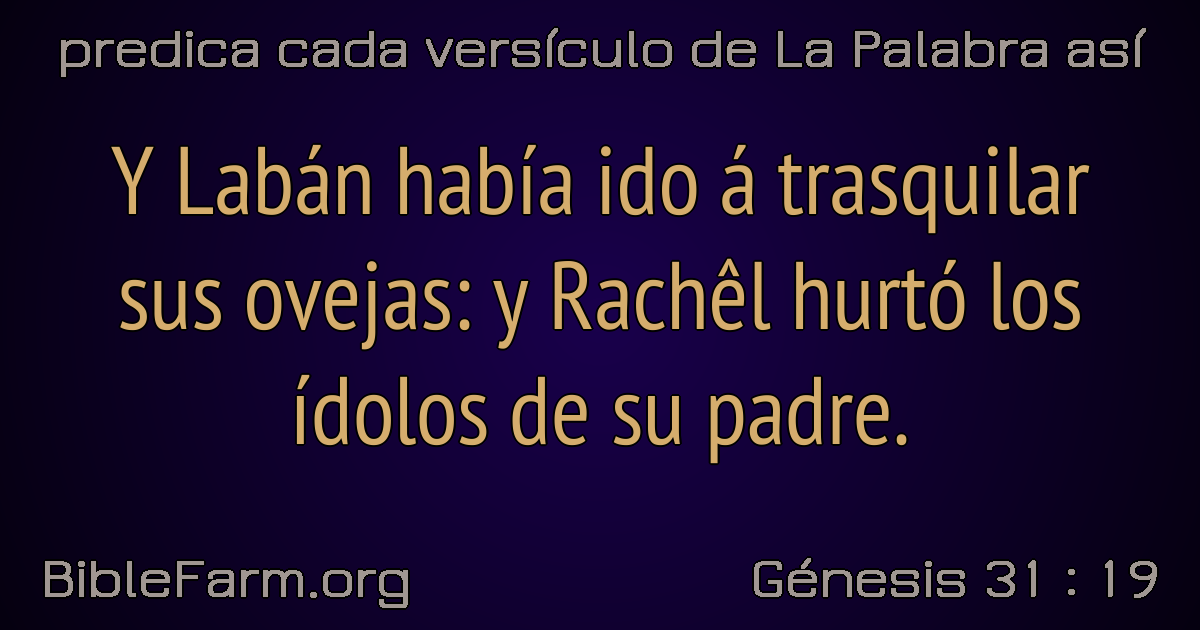 predica cada versículo de La Palabra así
Y Labán había ido á trasquilar
sus ovejas: y Rachêl hurtó los
ídolos de su padre.
BibleFarm.org
Génesis 31 : 19